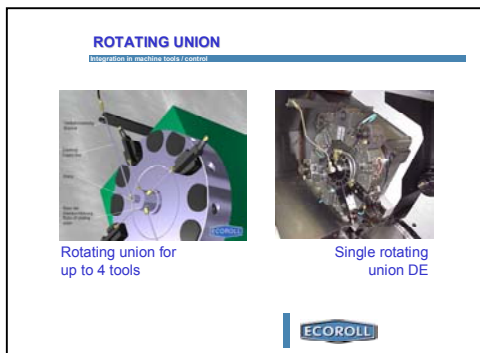 ROTATING UNION
Integration in machine tools / control
ECOROLL
Rotating union for
up to 4 tools
Single rotating
union DE
ECOROLL